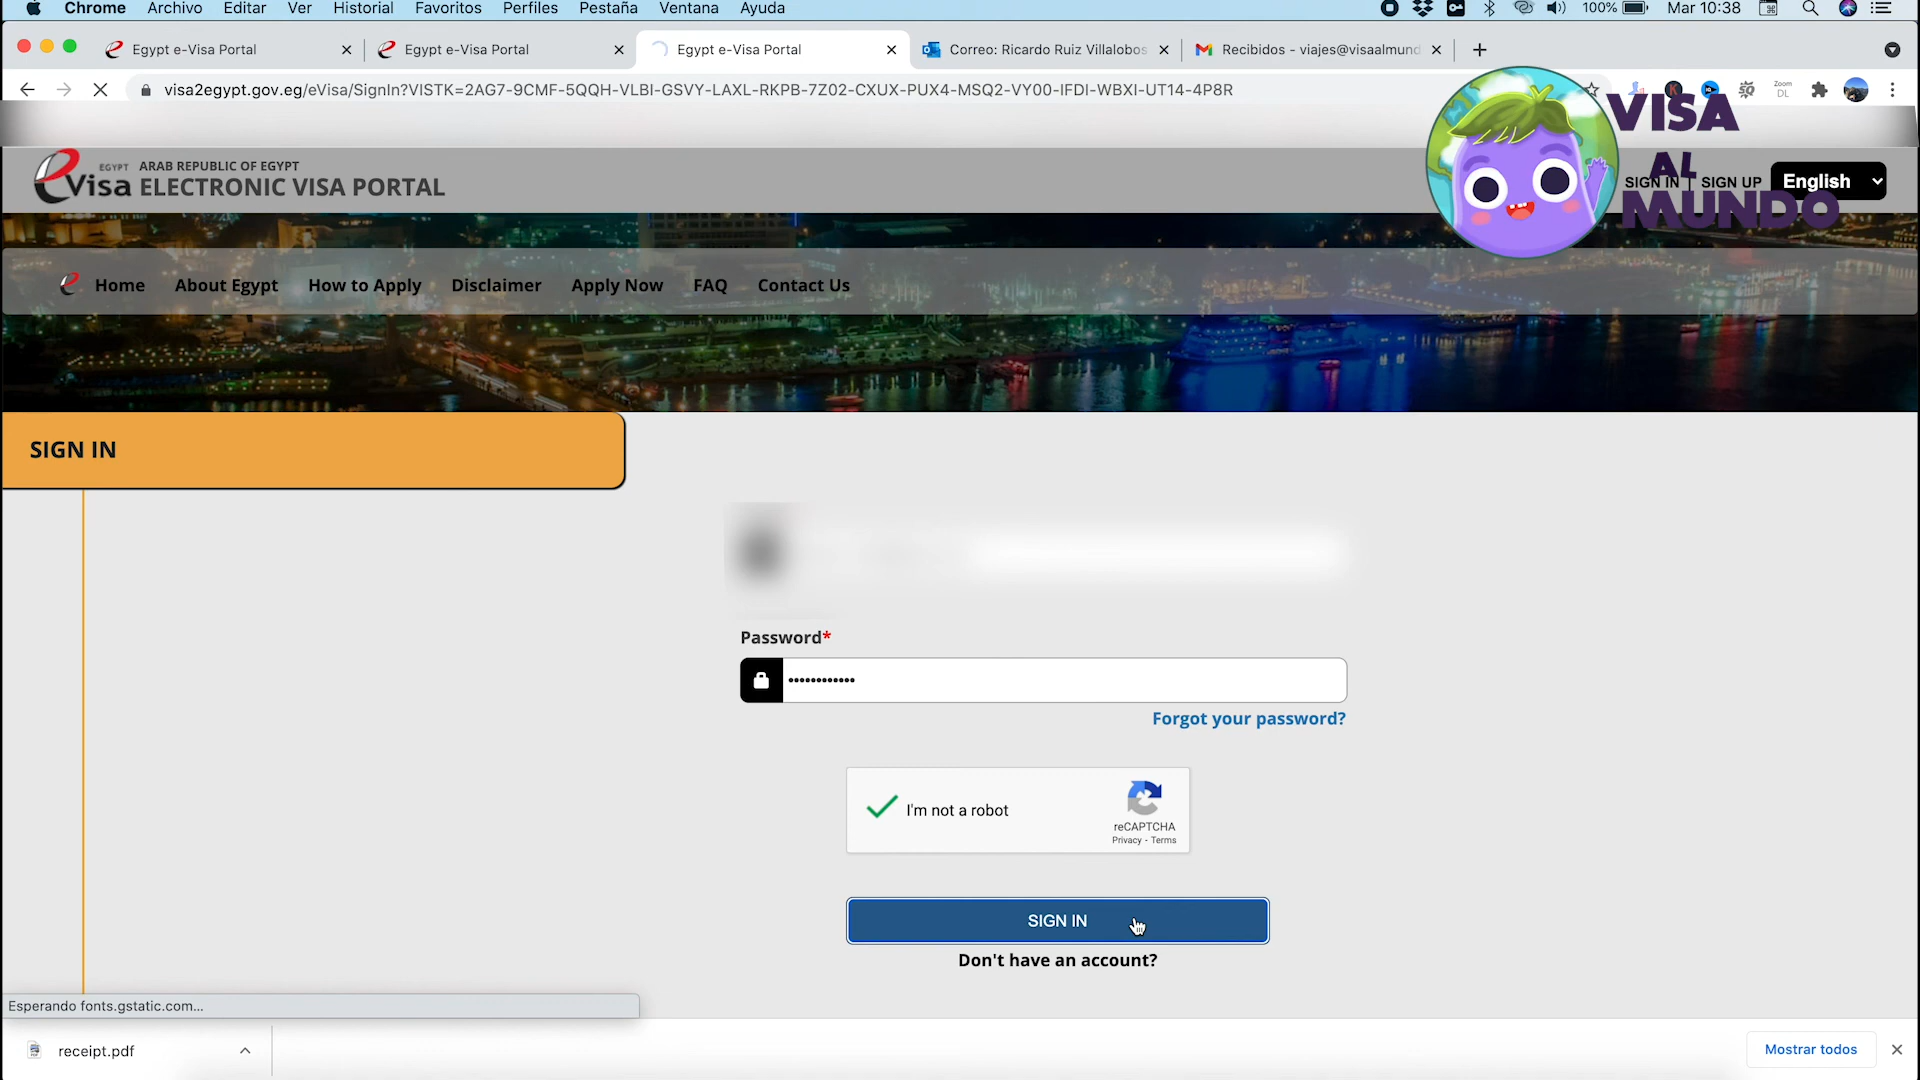 Chrome Archivo Editar Ver Historial Favoritos Perfiles Pestaña Ventana Ayuda 100% Mar 10:38
Egypt e-Visa Portal Egypt e-Visa Portal Egypt e-Visa Portal Correo: Ricardo Ruiz Villalobos Recibidos - viajes@visaalmund
visa2egypt.gov.eg/eVisa/SignIn?VISTK=2AG7-9CMF-5QQH-VLBI-GSVY-LAXL-RKPB-7Z02-CXUX-PUX4-MSQ2-VY00-IFDI-WBXI-UT14-4P8R Zoom DL
VISA
AL
MUNDO
eVisa EGYPT ARAB REPUBLIC OF EGYPT
ELECTRONIC VISA PORTAL
SIGN IN | SIGN UP English
Home About Egypt How to Apply Disclaimer Apply Now FAQ Contact Us
SIGN IN
Password*
••••••••••••
Forgot your password?
I'm not a robot
reCAPTCHA
Privacy - Terms
SIGN IN
Don't have an account?
Esperando fonts.gstatic.com...
receipt.pdf Mostrar todos